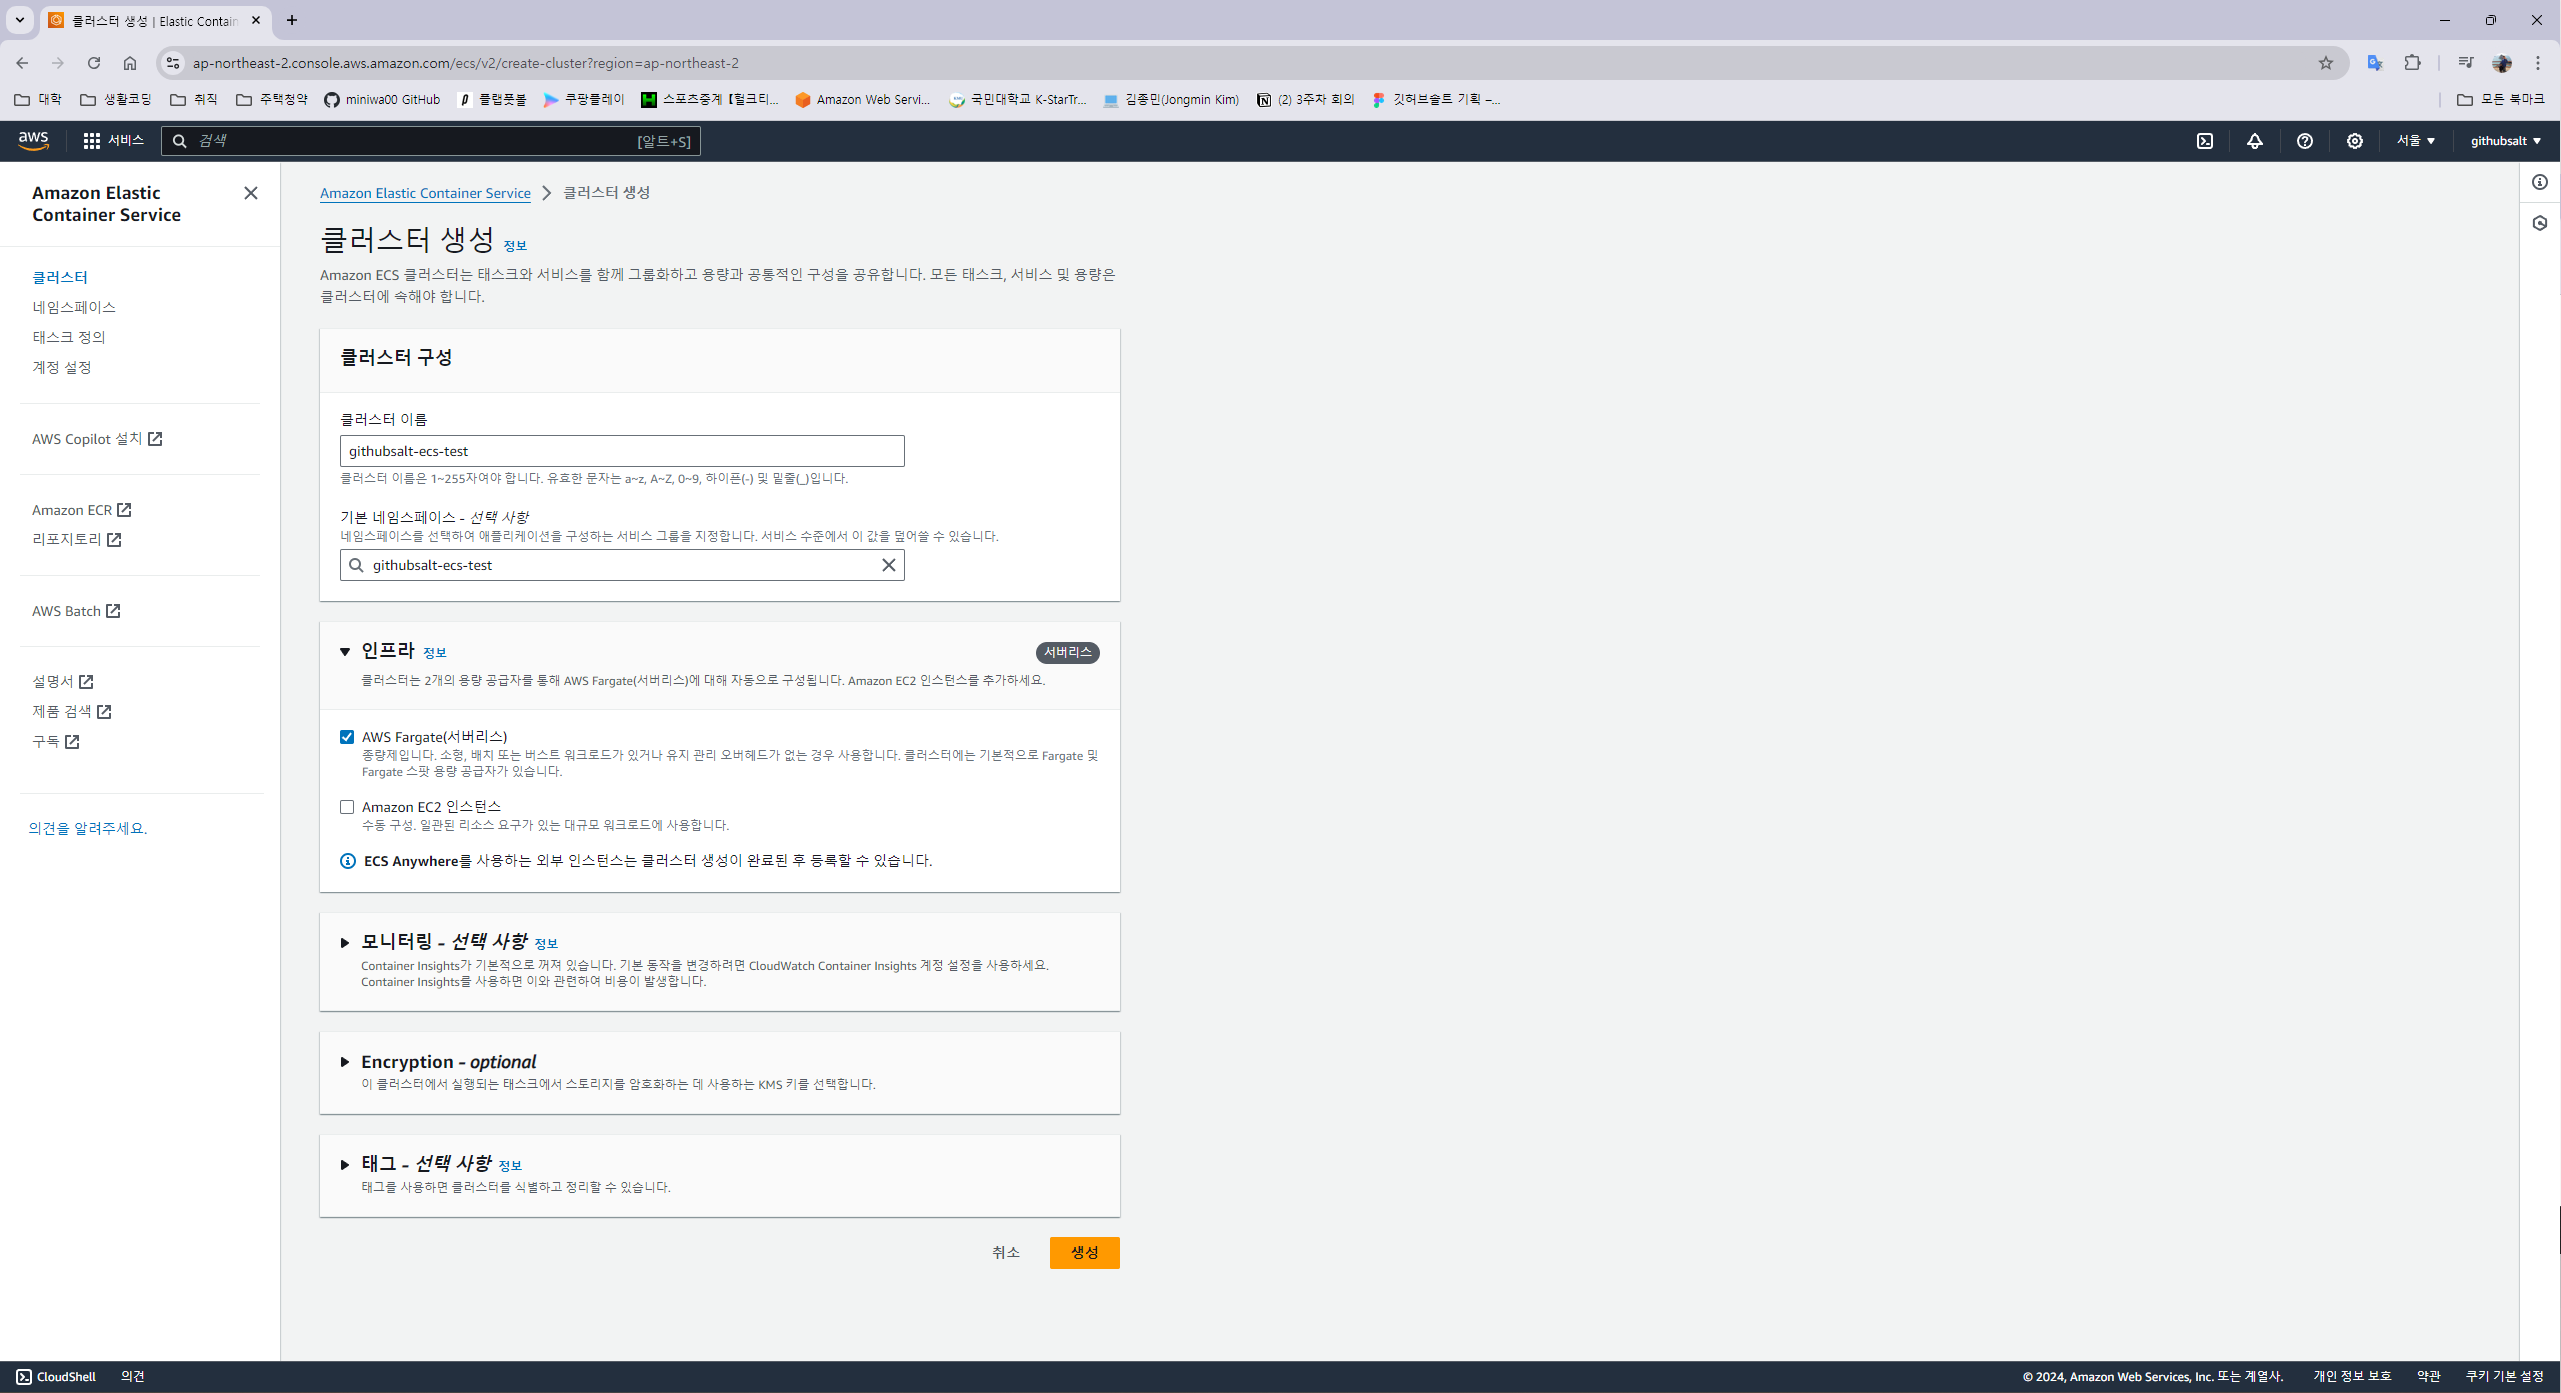 클러스터 생성 | Elastic Contain
ap-northeast-2.console.aws.amazon.com/ecs/v2/create-cluster?region=ap-northeast-2
대학 생활코딩 취직 주택청약 miniwa00 GitHub 플랩풋볼 쿠팡플레이 스포츠중계【헐크티... Amazon Web Servi... 국민대학교 K-StarTr... 김종민(Jongmin Kim) (2) 3주차 회의 깃허브솔트 기획 –... 모든 북마크
aws 서비스 검색 [알트+S] 서울 githubsalt
Amazon Elastic
Container Service
클러스터
네임스페이스
태스크 정의
계정 설정
AWS Copilot 설치
Amazon ECR
리포지토리
AWS Batch
설명서
제품 검색
구독
의견을 알려주세요.
Amazon Elastic Container Service > 클러스터 생성
클러스터 생성 정보
Amazon ECS 클러스터는 태스크와 서비스를 함께 그룹화하고 용량과 공통적인 구성을 공유합니다. 모든 태스크, 서비스 및 용량은
클러스터에 속해야 합니다.
클러스터 구성
클러스터 이름
githubsalt-ecs-test
클러스터 이름은 1~255자여야 합니다. 유효한 문자는 a~z, A~Z, 0~9, 하이픈(-) 및 밑줄(_)입니다.
기본 네임스페이스 - 선택 사항
네임스페이스를 선택하여 애플리케이션을 구성하는 서비스 그룹을 지정합니다. 서비스 수준에서 이 값을 덮어쓸 수 있습니다.
githubsalt-ecs-test
인프라 정보 서버리스
클러스터는 2개의 용량 공급자를 통해 AWS Fargate(서버리스)에 대해 자동으로 구성됩니다. Amazon EC2 인스턴스를 추가하세요.
AWS Fargate(서버리스)
종량제입니다. 소형, 배치 또는 버스트 워크로드가 있거나 유지 관리 오버헤드가 없는 경우 사용합니다. 클러스터에는 기본적으로 Fargate 및
Fargate 스팟 용량 공급자가 있습니다.
Amazon EC2 인스턴스
수동 구성. 일관된 리소스 요구가 있는 대규모 워크로드에 사용합니다.
ECS Anywhere를 사용하는 외부 인스턴스는 클러스터 생성이 완료된 후 등록할 수 있습니다.
모니터링 - 선택 사항 정보
Container Insights가 기본적으로 꺼져 있습니다. 기본 동작을 변경하려면 CloudWatch Container Insights 계정 설정을 사용하세요.
Container Insights를 사용하면 이와 관련하여 비용이 발생합니다.
Encryption - optional
이 클러스터에서 실행되는 태스크에서 스토리지를 암호화하는 데 사용하는 KMS 키를 선택합니다.
태그 - 선택 사항 정보
태그를 사용하면 클러스터를 식별하고 정리할 수 있습니다.
취소 생성
CloudShell 의견 © 2024, Amazon Web Services, Inc. 또는 계열사. 개인 정보 보호 약관 쿠키 기본 설정